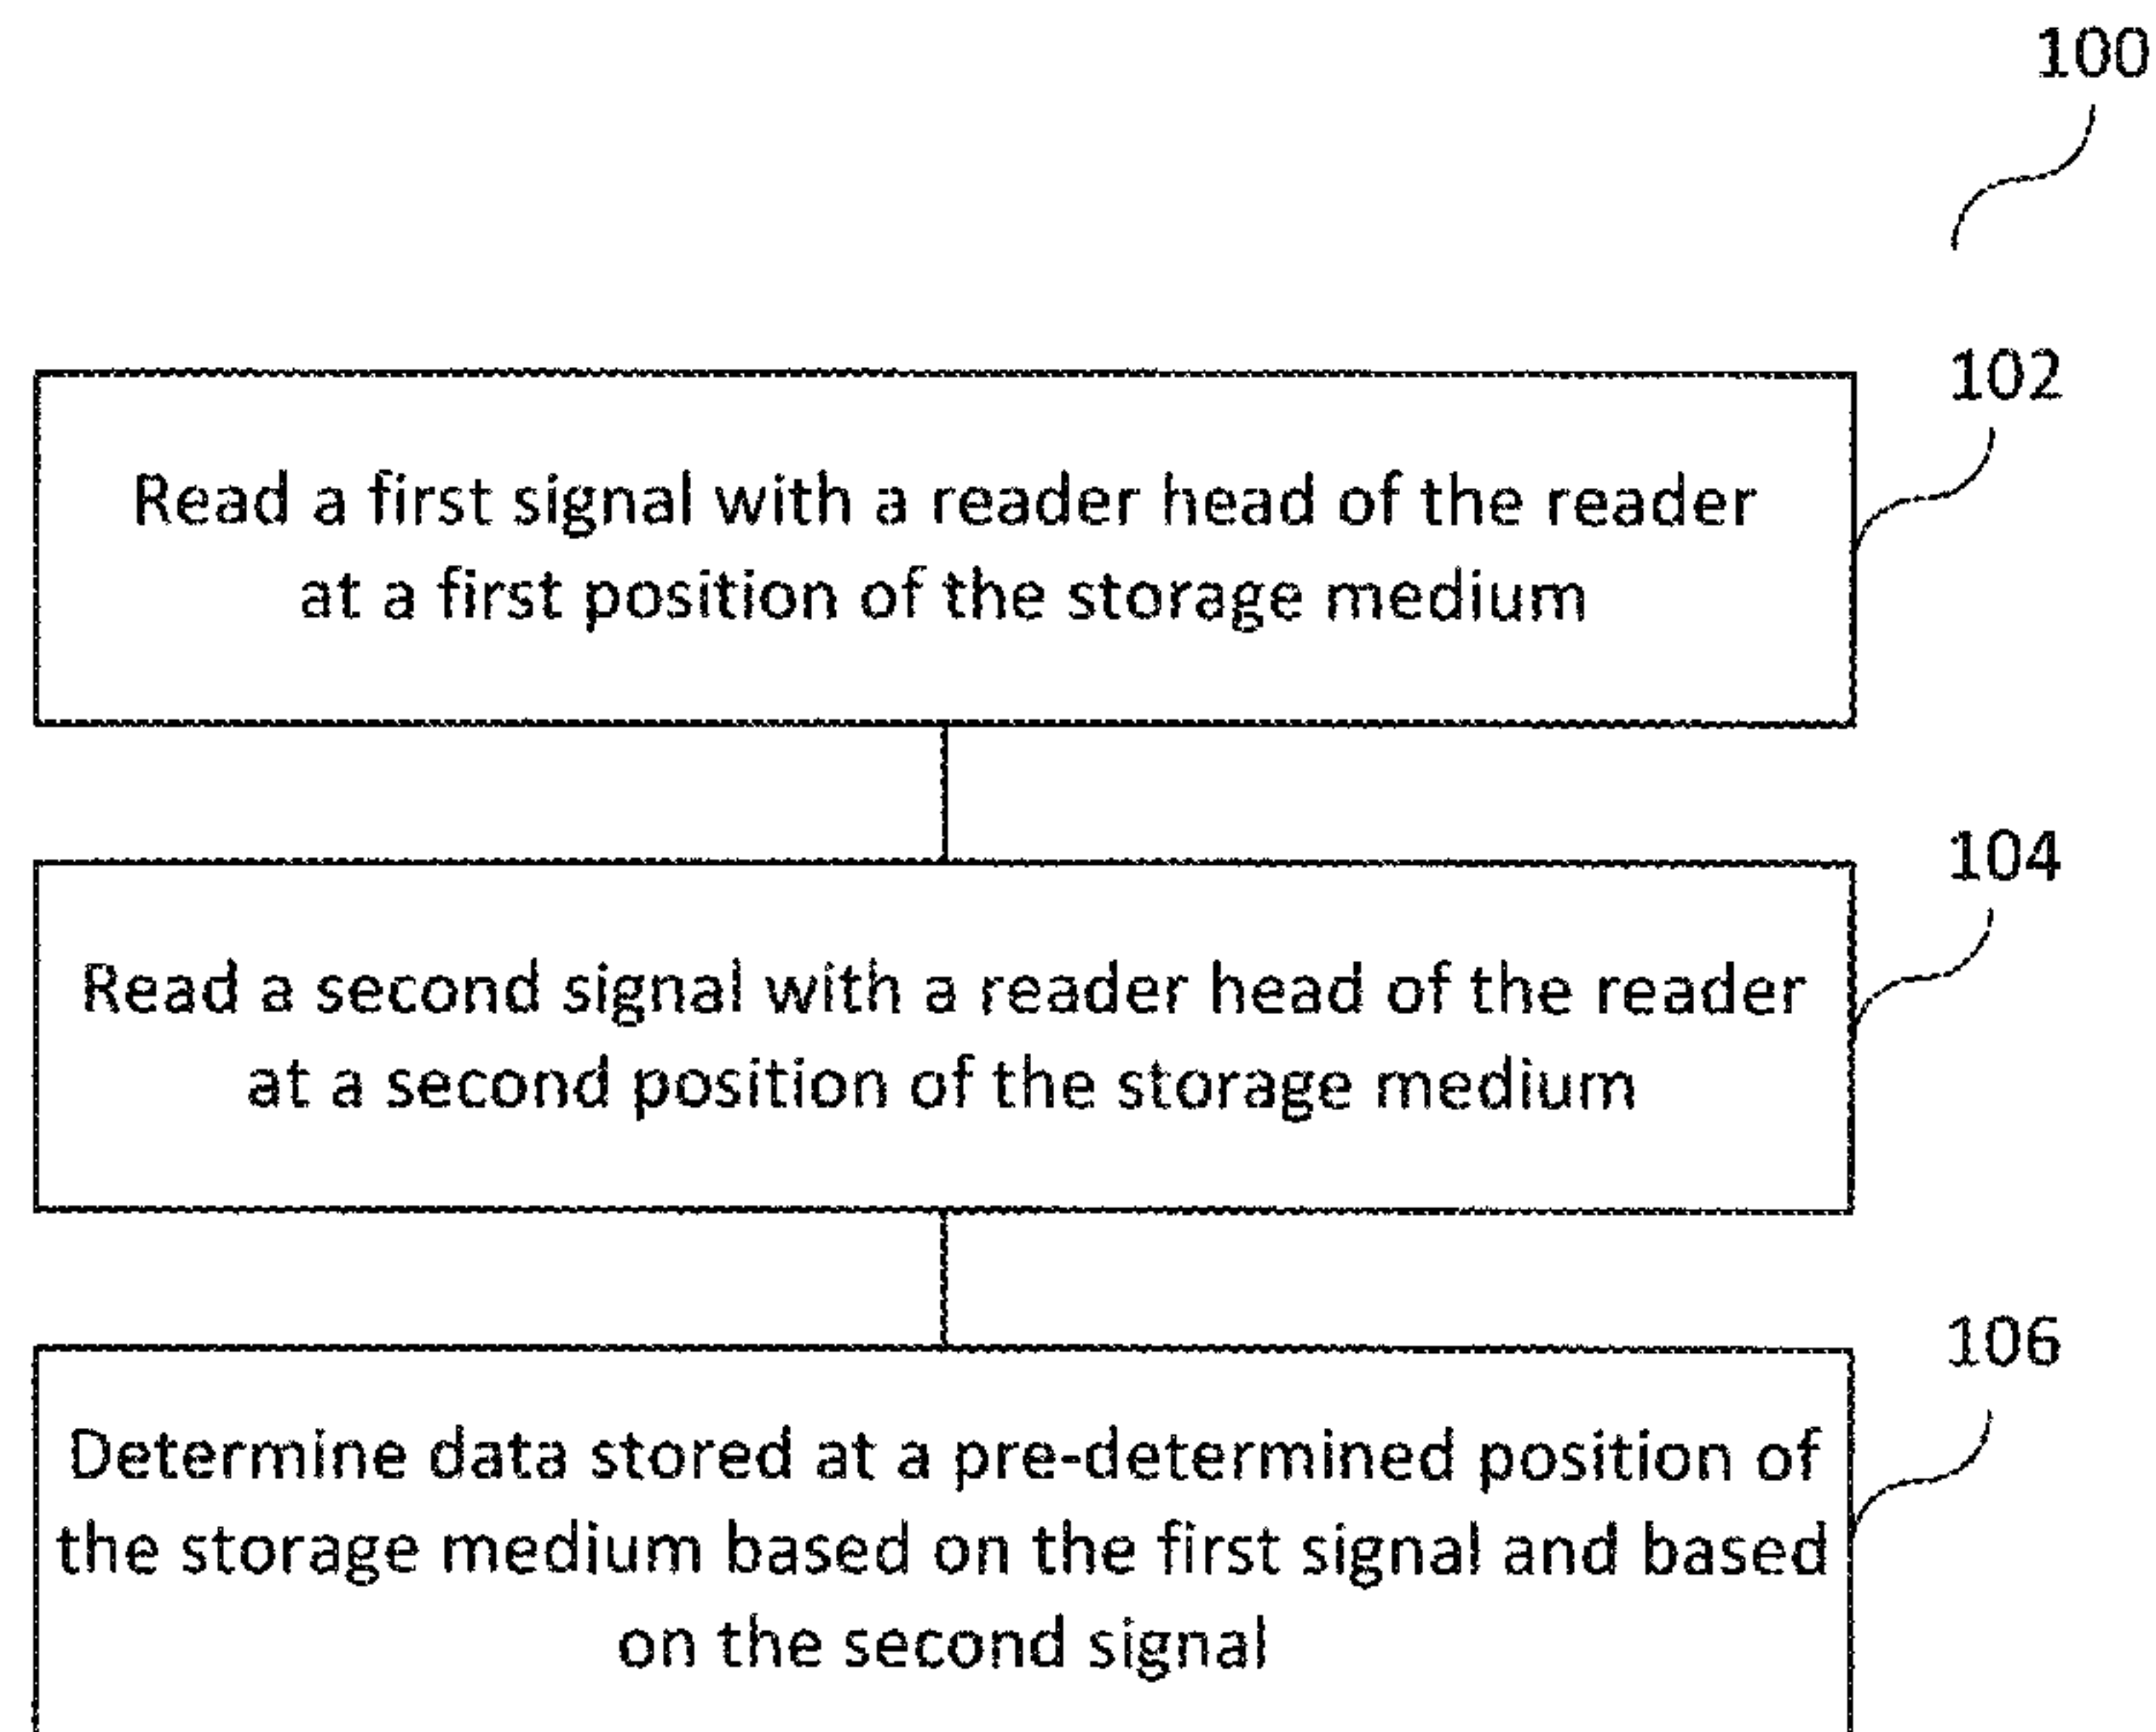 100
102
Read a first signal with a reader head of the reader
at a first position of the storage medium
104
Read a second signal with a reader head of the reader
at a second position of the storage medium
106
Determine data stored at a pre-determined position of
the storage medium based on the first signal and based
on the second signal